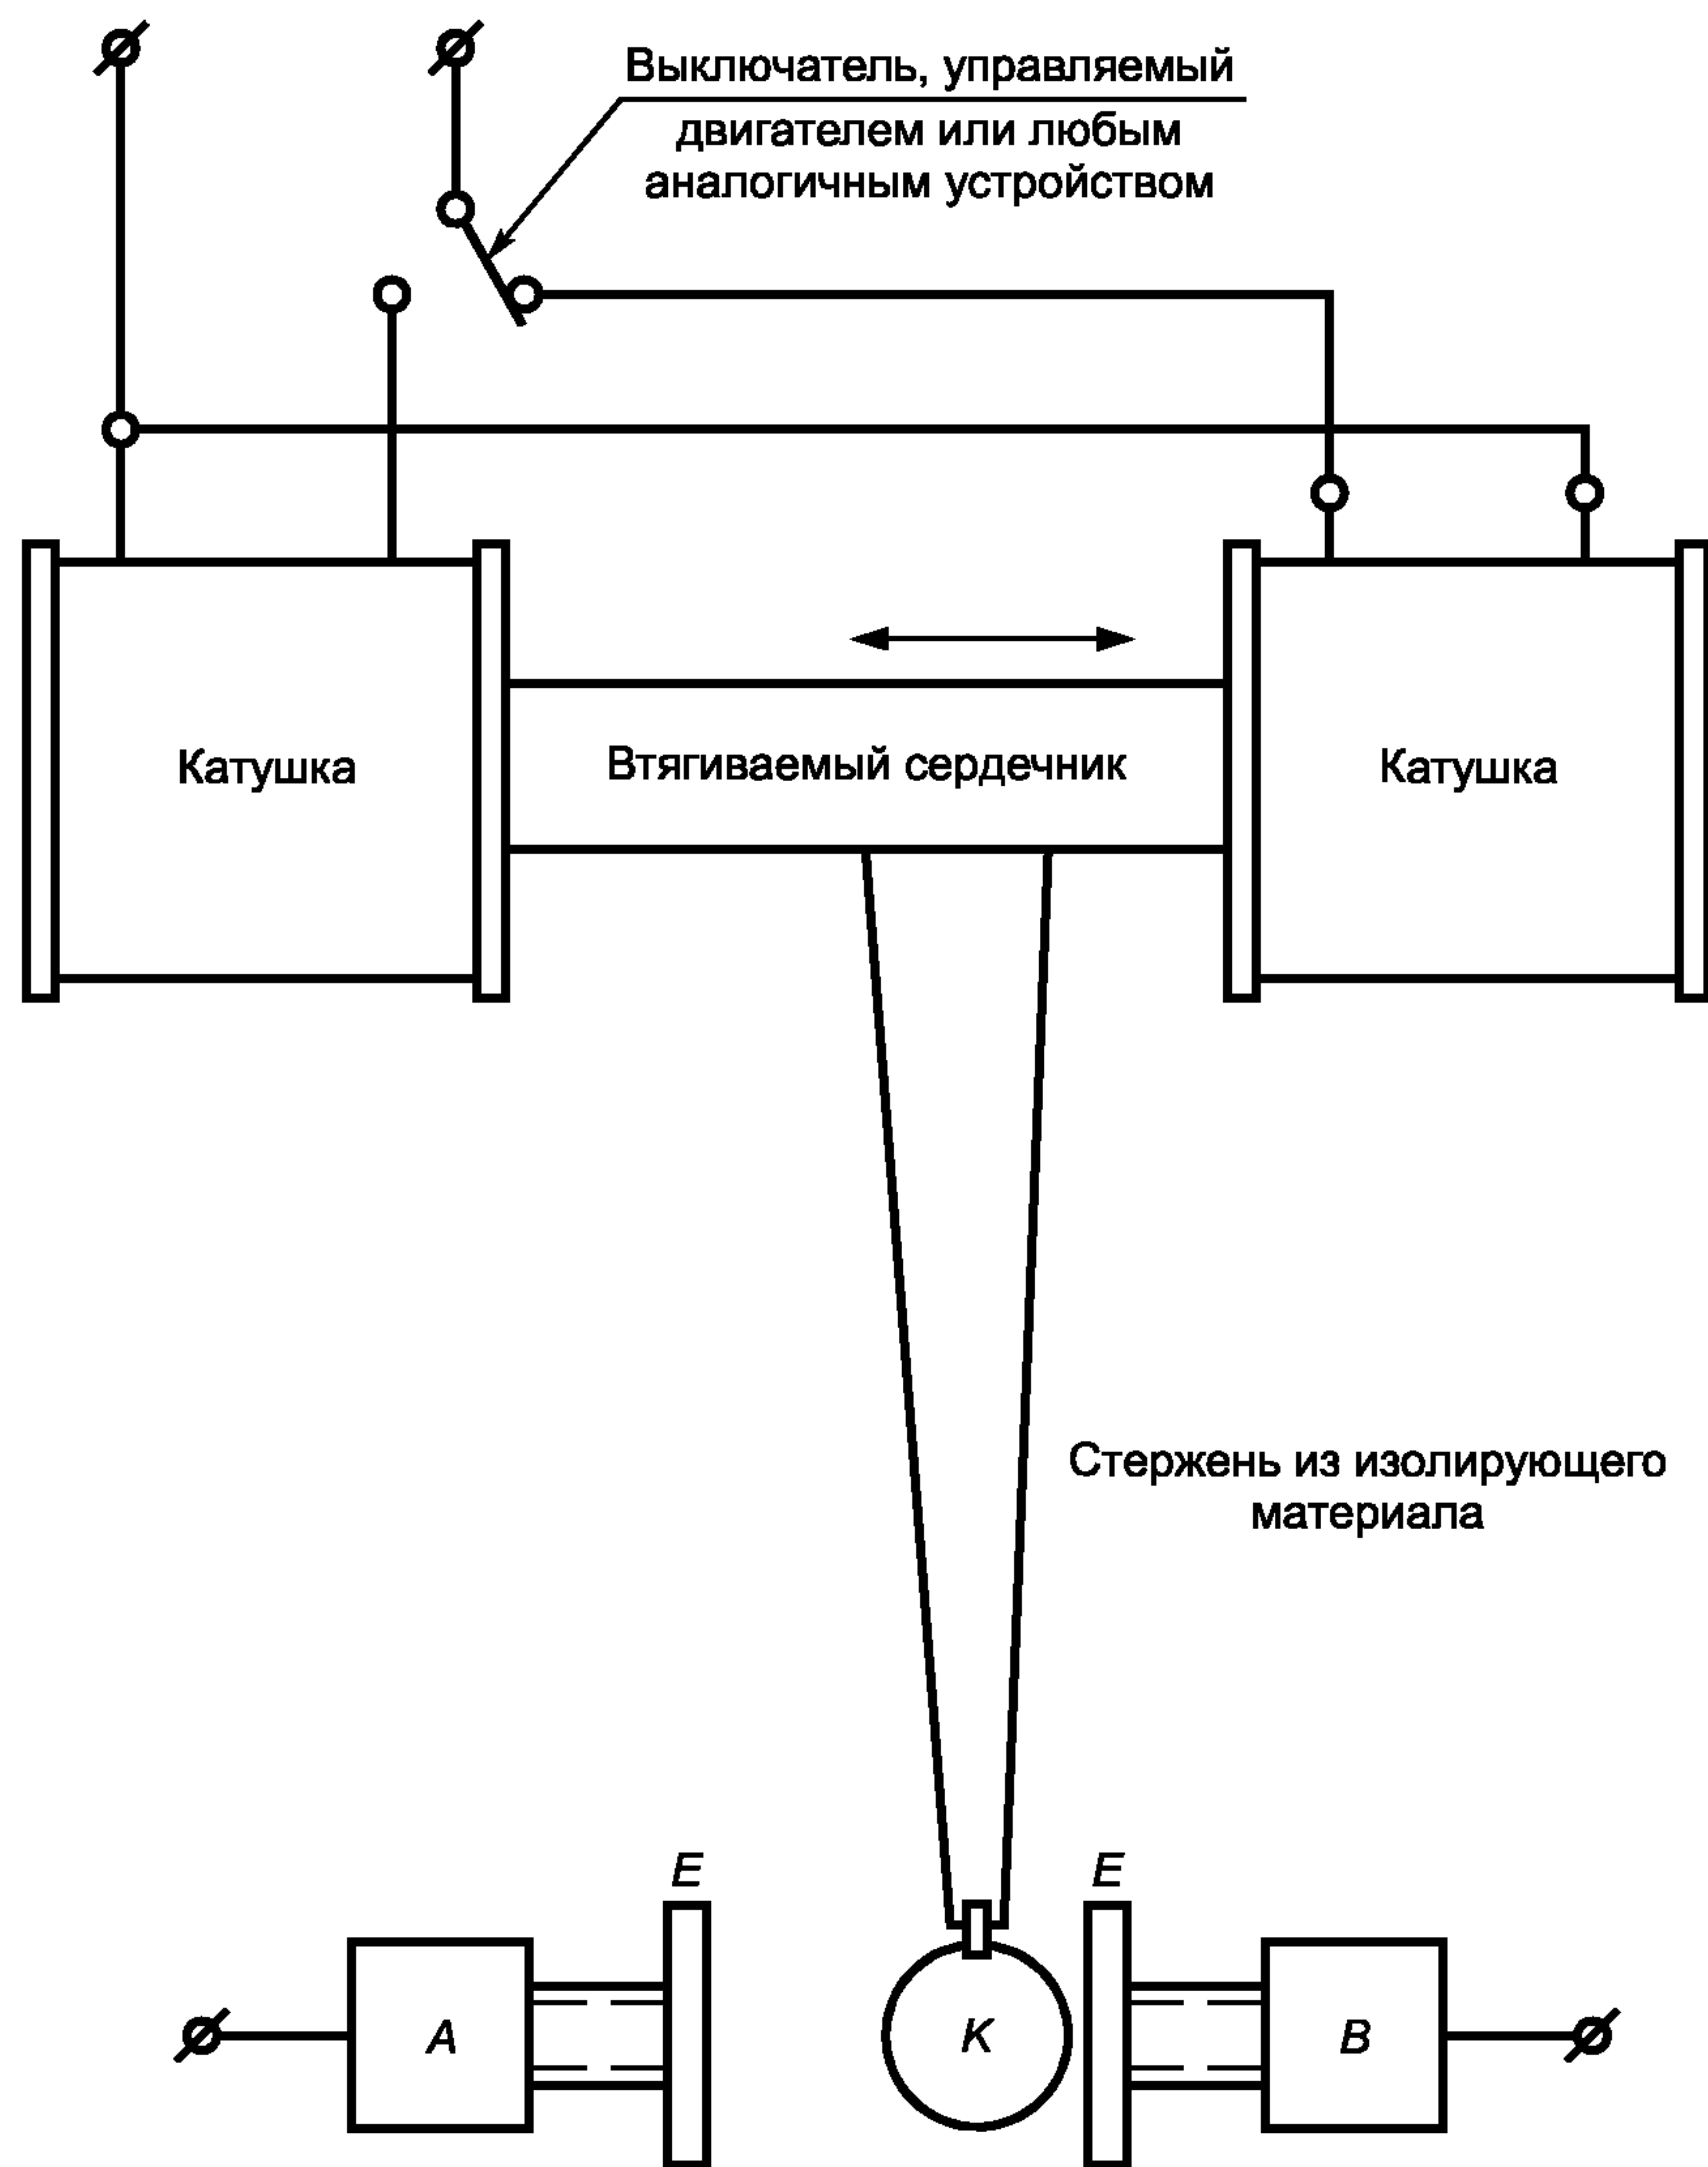 Выключатель, управляемый
двигателем или любым
аналогичным устройством
Катушка
Втягиваемый сердечник
Катушка
Стержень из изолирующего
материала
E
E
A
K
B